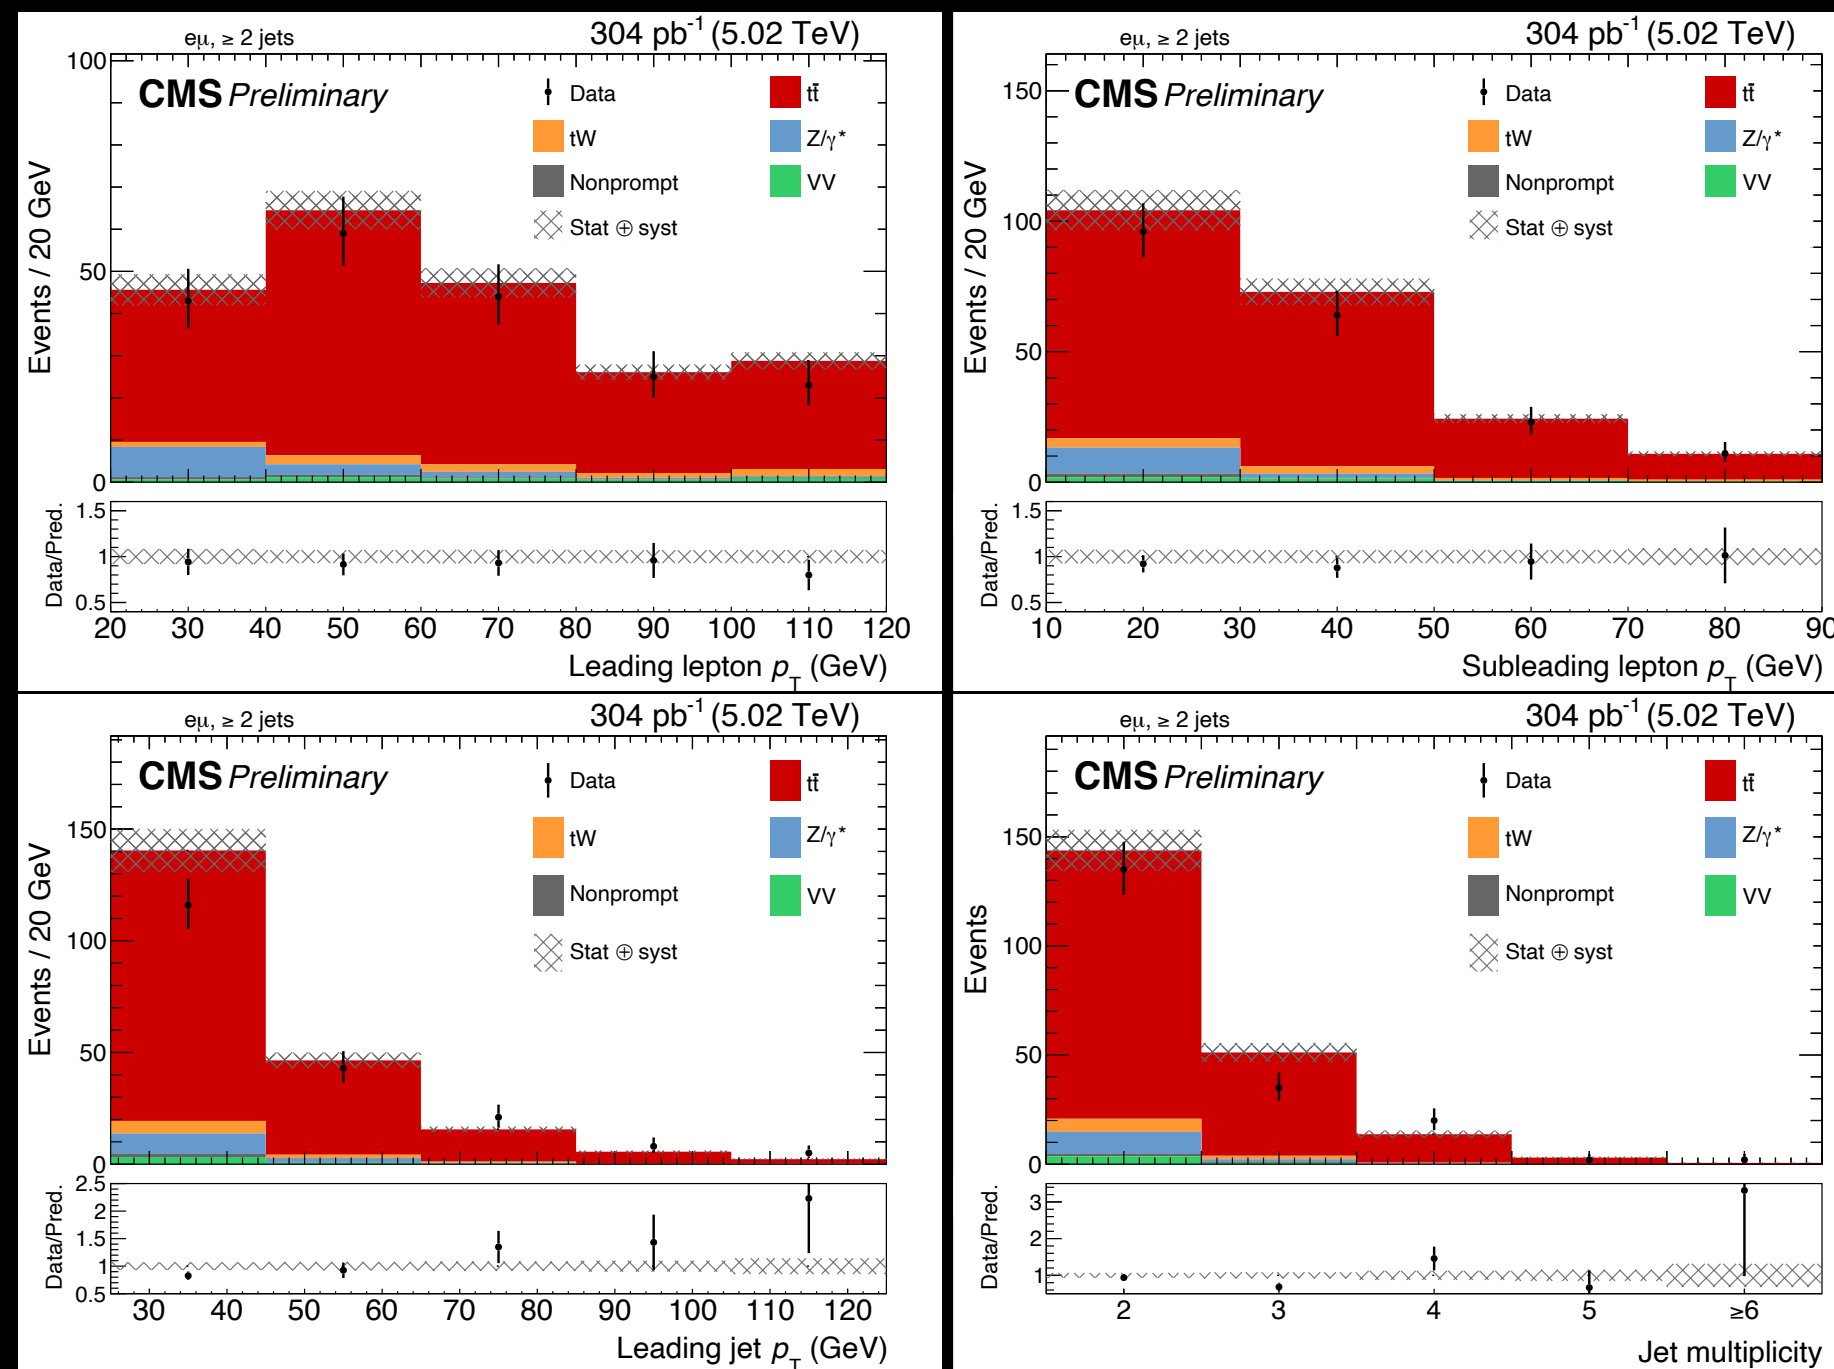 eμ, ≥ 2 jets 304 pb⁻¹ (5.02 TeV)
CMS Preliminary
Data tt̄
tW Z/γ*
Nonprompt VV
Stat ⊕ syst
Events / 20 GeV
100
50
0
Data/Pred.
1.5
1
0.5
20 30 40 50 60 70 80 90 100 110 120
Leading lepton p_T (GeV)
eμ, ≥ 2 jets 304 pb⁻¹ (5.02 TeV)
CMS Preliminary
Data tt̄
tW Z/γ*
Nonprompt VV
Stat ⊕ syst
Events / 20 GeV
150
100
50
0
Data/Pred.
1.5
1
0.5
10 20 30 40 50 60 70 80 90
Subleading lepton p_T (GeV)
eμ, ≥ 2 jets 304 pb⁻¹ (5.02 TeV)
CMS Preliminary
Data tt̄
tW Z/γ*
Nonprompt VV
Stat ⊕ syst
Events / 20 GeV
150
100
50
0
Data/Pred.
2.5
2
1.5
1
0.5
30 40 50 60 70 80 90 100 110 120
Leading jet p_T (GeV)
eμ, ≥ 2 jets 304 pb⁻¹ (5.02 TeV)
CMS Preliminary
Data tt̄
tW Z/γ*
Nonprompt VV
Stat ⊕ syst
Events
150
100
50
0
Data/Pred.
3
2
1
2 3 4 5 ≥6
Jet multiplicity